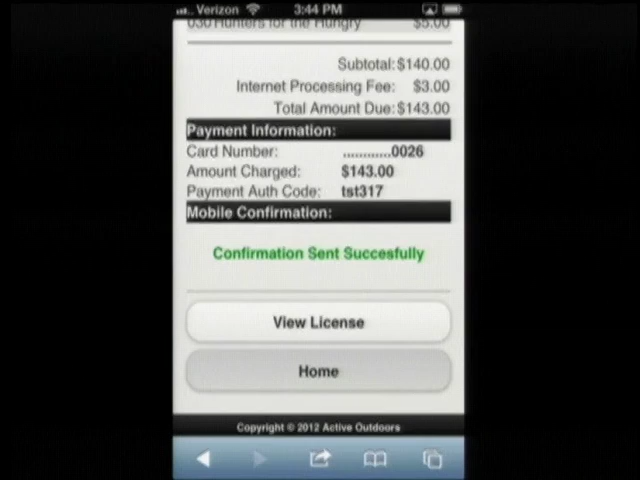 Verizon 3:44 PM
030 Hunters for the Hungry $5.00
Subtotal: $140.00
Internet Processing Fee: $3.00
Total Amount Due: $143.00
Payment Information:
Card Number: ............0026
Amount Charged: $143.00
Payment Auth Code: tst317
Mobile Confirmation:
Confirmation Sent Succesfully
View License
Home
Copyright © 2012 Active Outdoors